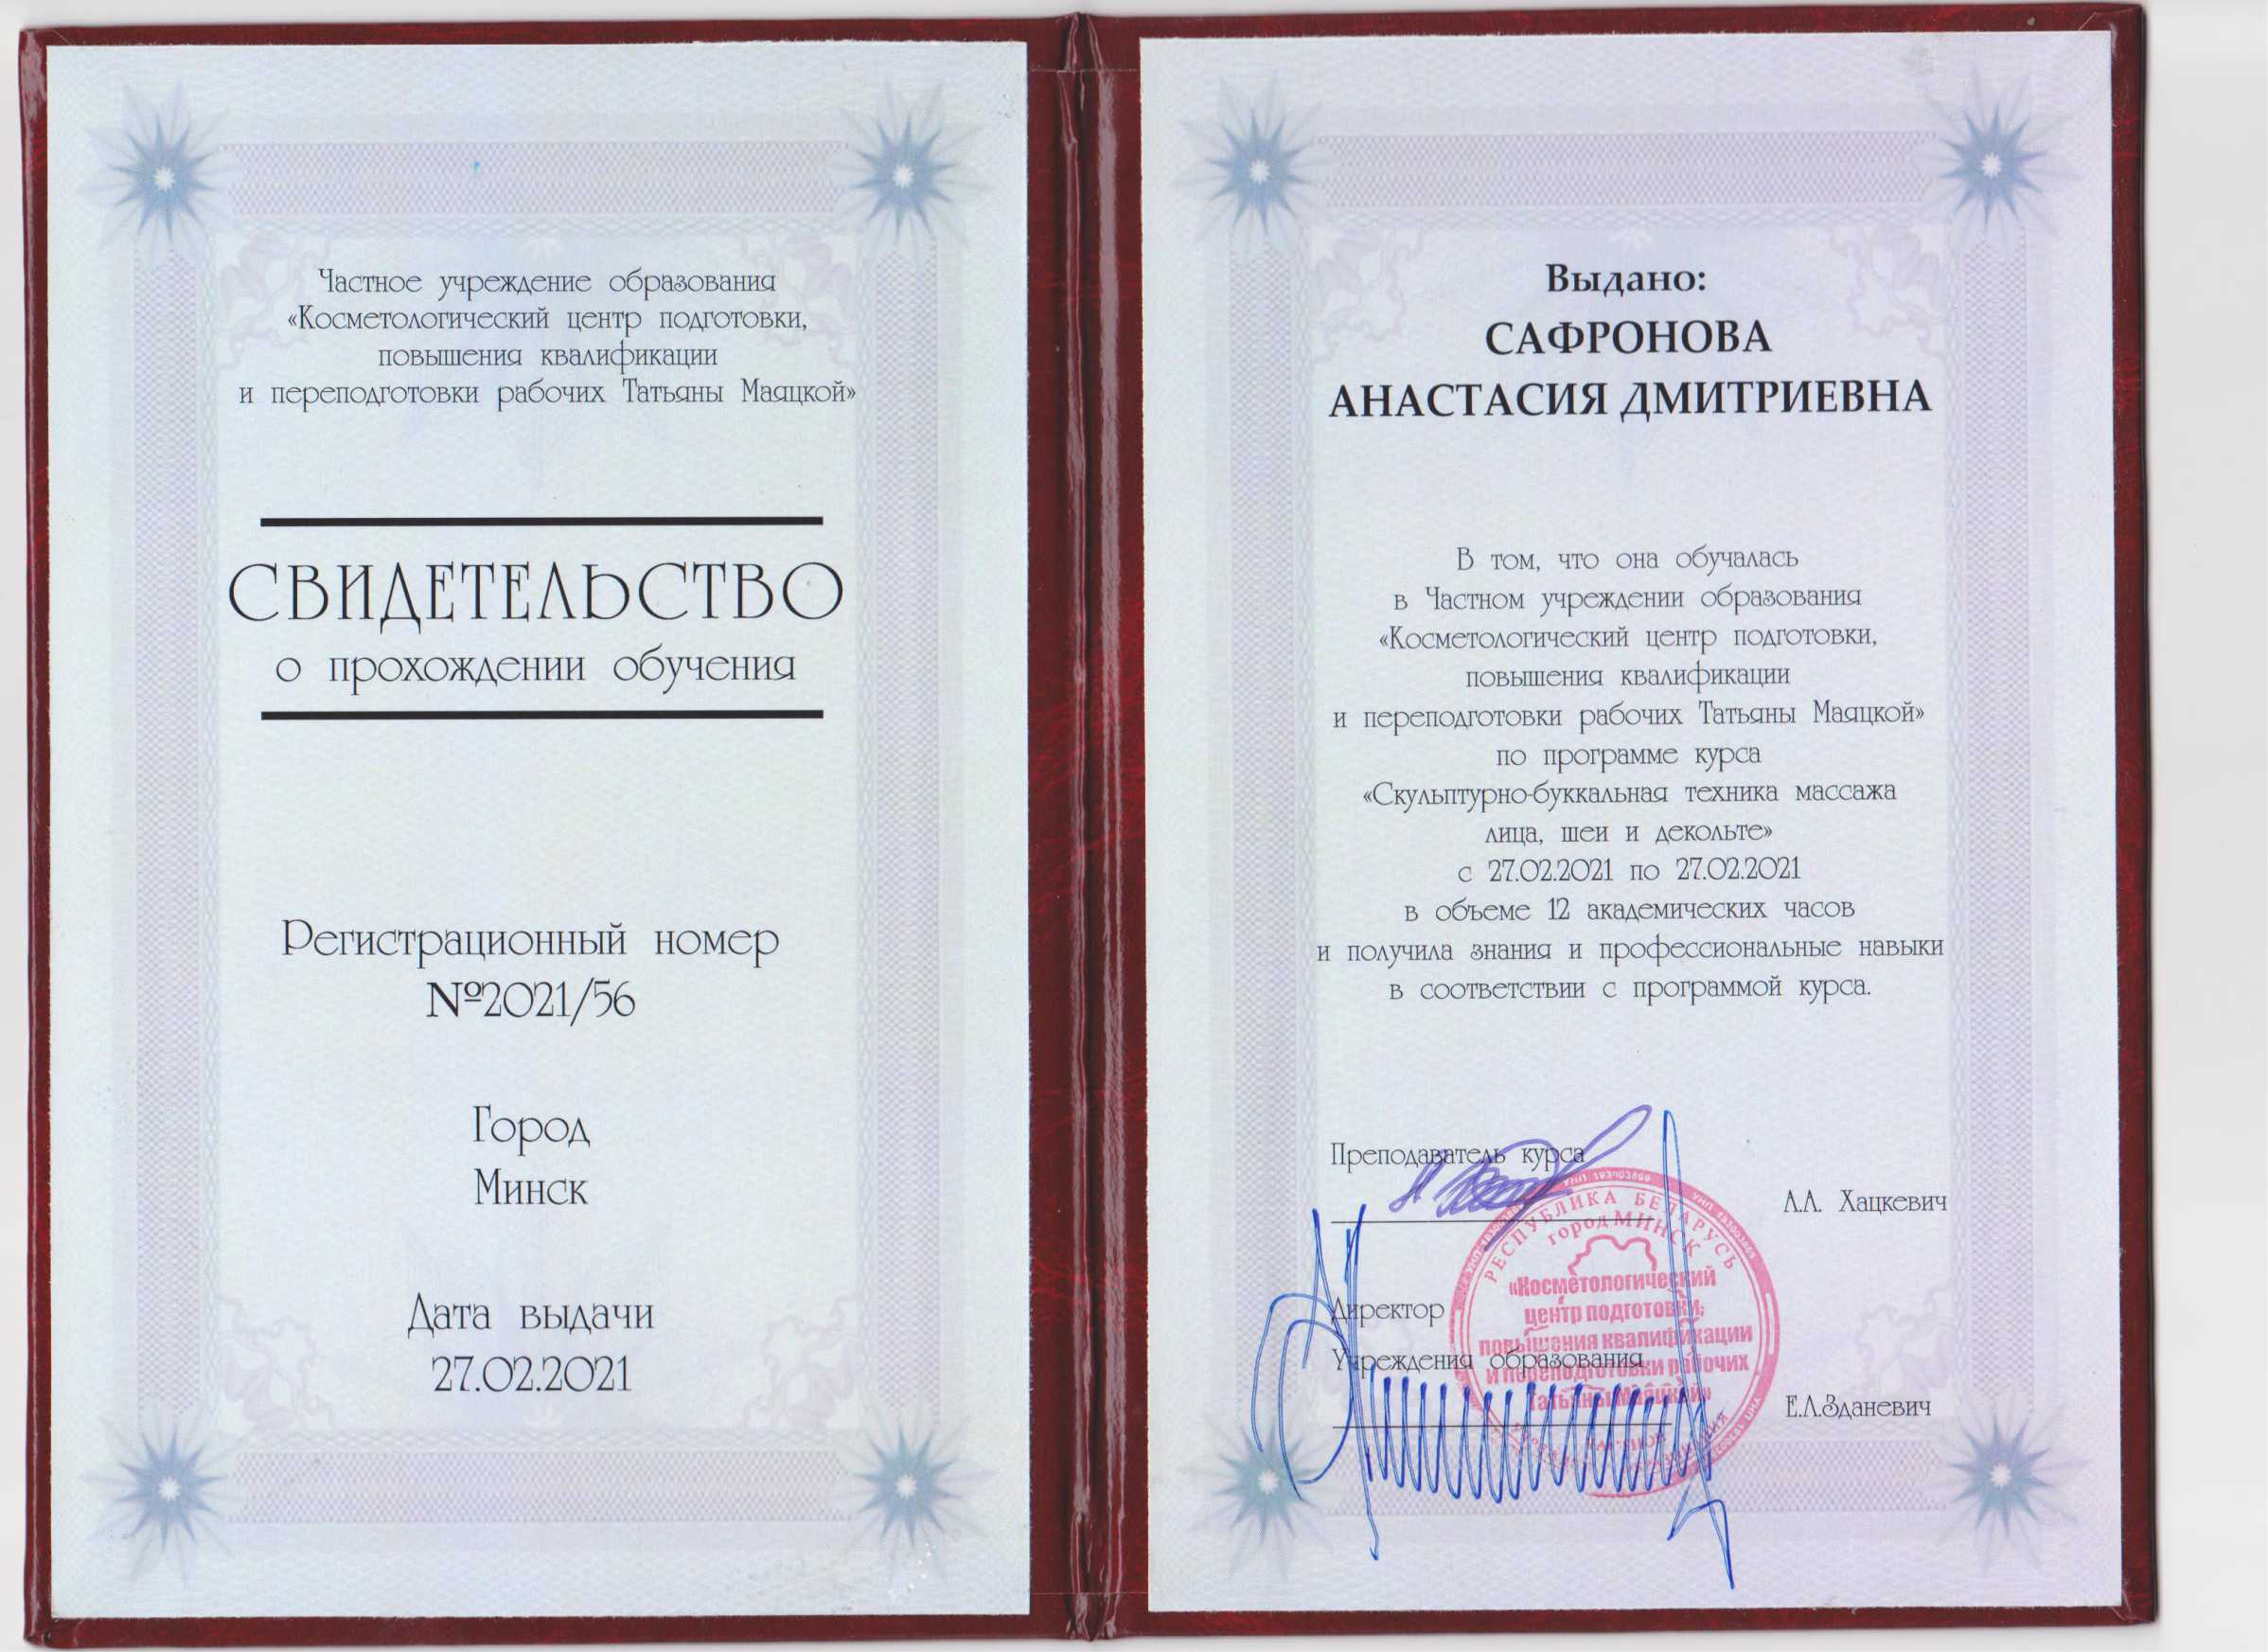 Частное учреждение образования
«Косметологический центр подготовки,
повышения квалификации
и переподготовки рабочих Татьяны Маяцкой»
СВИДЕТЕЛЬСТВО
о прохождении обучения
Регистрационный номер
№2021/56
Город
Минск
Дата выдачи
27.02.2021
Выдано:
САФРОНОВА
АНАСТАСИЯ ДМИТРИЕВНА
В том, что она обучалась
в Частном учреждении образования
«Косметологический центр подготовки,
повышения квалификации
и переподготовки рабочих Татьяны Маяцкой»
по программе курса
«Скульптурно-буккальная техника массажа
лица, шеи и декольте»
с 27.02.2021 по 27.02.2021
в объеме 12 академических часов
и получила знания и профессиональные навыки
в соответствии с программой курса.
Преподаватель курса
Л.А. Хацкевич
Директор
Учреждения образования
Е.Л.Зданевич
РЕСПУБЛИКА БЕЛАРУСЬ
город МИНСК
«Косметологический
центр подготовки,
повышения квалификации
и переподготовки рабочих
Татьяны Маяцкой»